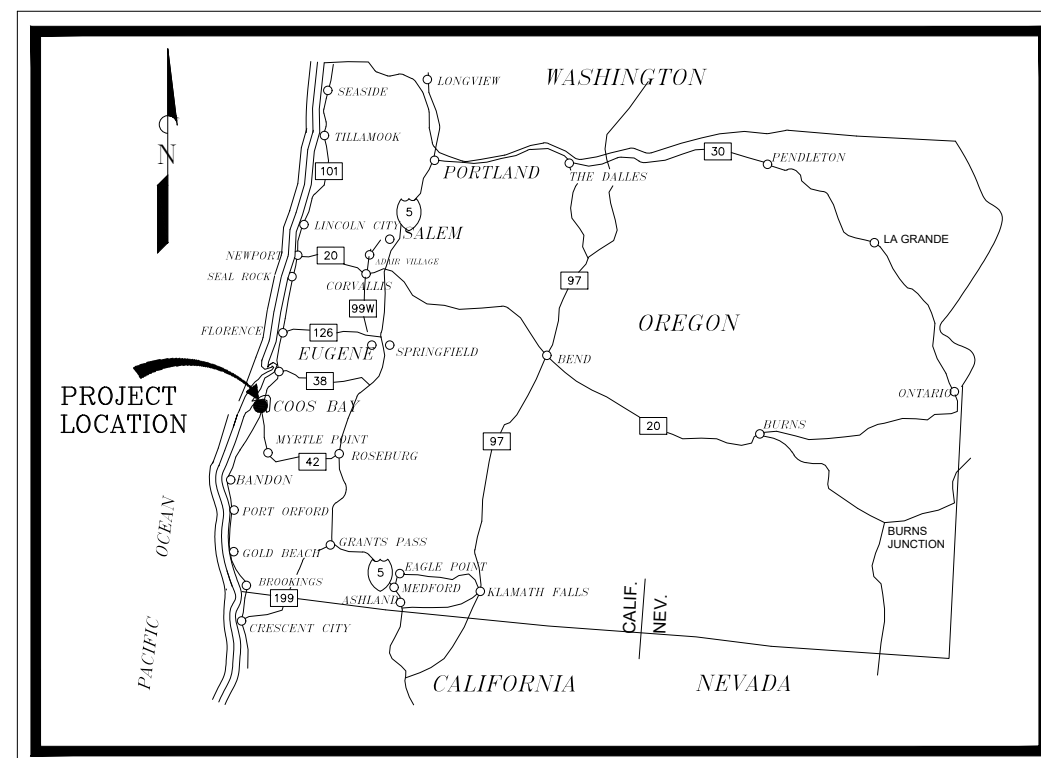 LONGVIEW
WASHINGTON
SEASIDE
TILLAMOOK
N
101
30
PENDLETON
PORTLAND
THE DALLES
5
LINCOLN CITY
SALEM
LA GRANDE
NEWPORT
20
ADAIR VILLAGE
SEAL ROCK
CORVALLIS
97
99W
FLORENCE
126
OREGON
EUGENE
SPRINGFIELD
BEND
38
PROJECT
LOCATION
COOS BAY
ONTARIO
20
BURNS
MYRTLE POINT
97
42
ROSEBURG
BANDON
PORT ORFORD
PACIFIC OCEAN
BURNS
JUNCTION
GRANTS PASS
GOLD BEACH
5
EAGLE POINT
BROOKINGS
MEDFORD
199
ASHLAND
KLAMATH FALLS
CALIF.
NEV.
CRESCENT CITY
CALIFORNIA
NEVADA